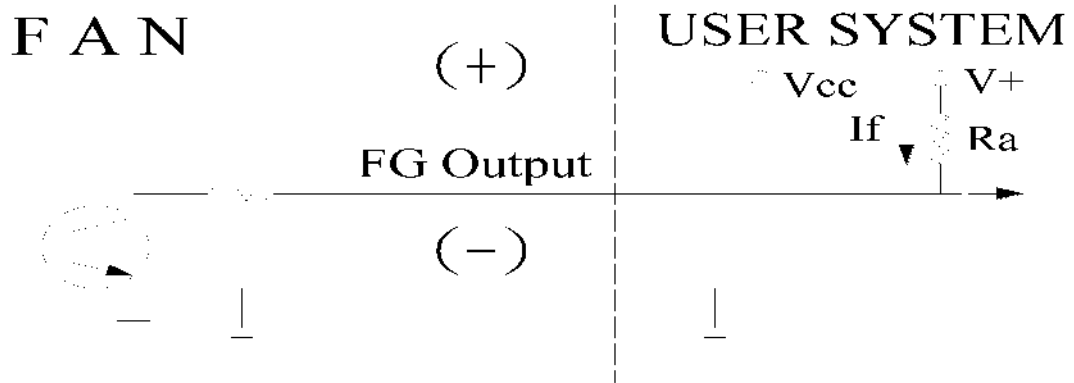 F A N
USER SYSTEM
(+)
Vcc
V+
If
Ra
FG Output
(−)